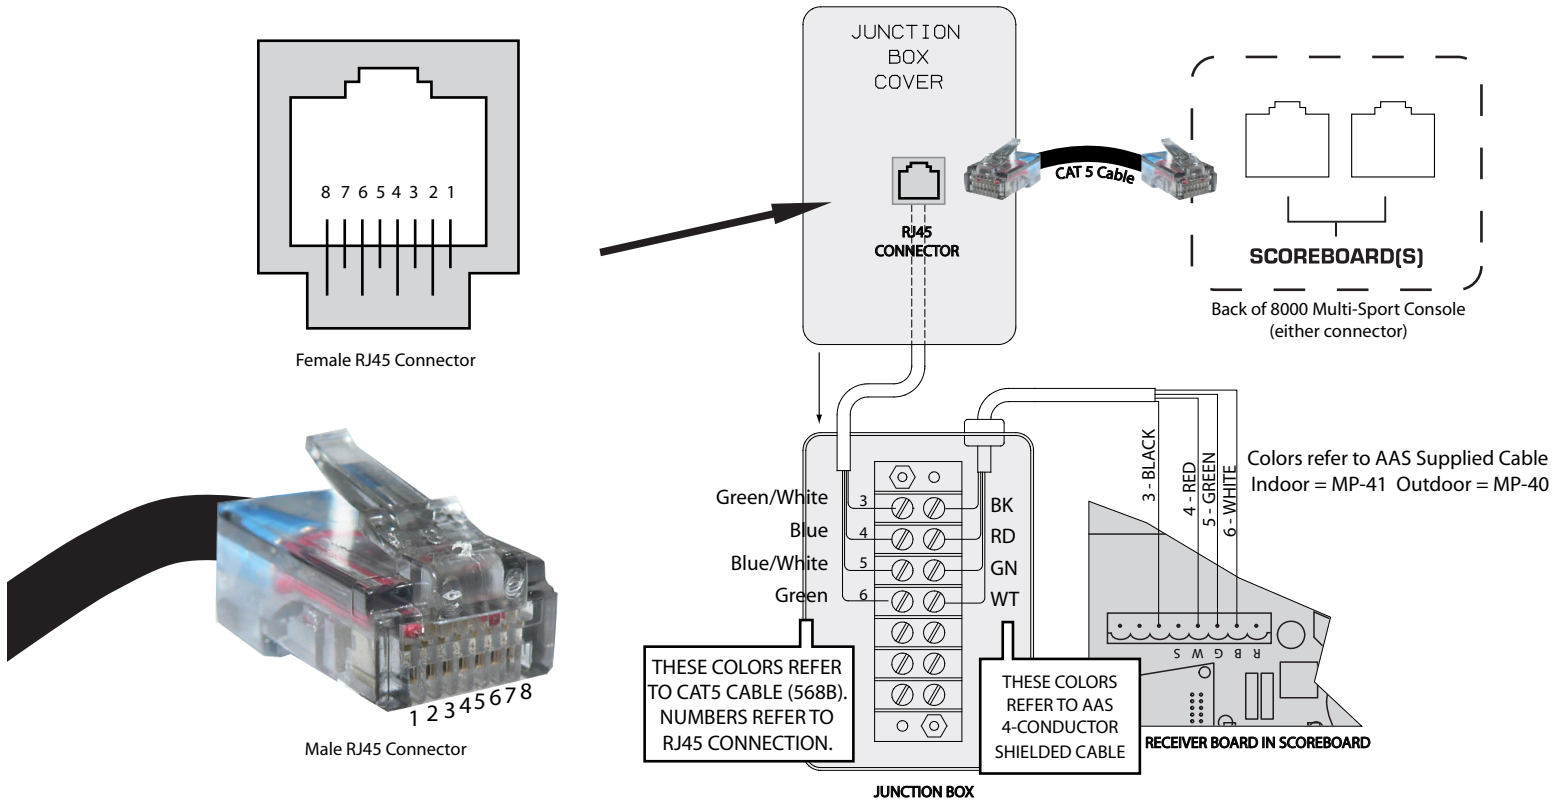 8 7 6 5 4 3 2 1
Female RJ45 Connector
1 2 3 4 5 6 7 8
Male RJ45 Connector
JUNCTION
BOX
COVER
RJ45
CONNECTOR
CAT 5 Cable
SCOREBOARD(S)
Back of 8000 Multi-Sport Console
(either connector)
3 - BLACK
4 - RED
5 - GREEN
6 - WHITE
Colors refer to AAS Supplied Cable
Indoor = MP-41 Outdoor = MP-40
Green/White 3 BK
Blue 4 RD
Blue/White 5 GN
Green 6 WT
THESE COLORS REFER
TO CAT5 CABLE (568B).
NUMBERS REFER TO
RJ45 CONNECTION.
THESE COLORS
REFER TO AAS
4-CONDUCTOR
SHIELDED CABLE
S W G B R
RECEIVER BOARD IN SCOREBOARD
JUNCTION BOX